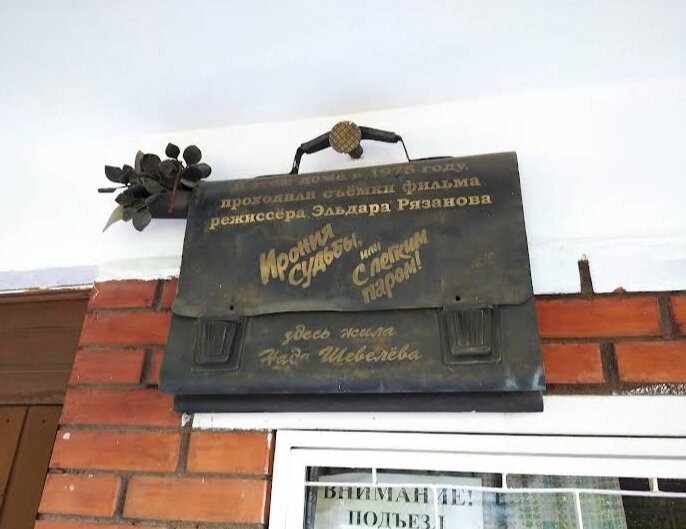 В этом доме в 1975 году,
проходили съёмки фильма
режиссёра Эльдара Рязанова
Ирония
судьбы,
или
С легким
паром!
здесь жила
Надя Шевелёва
ВНИМАНИЕ!
ПОДЪЕЗД